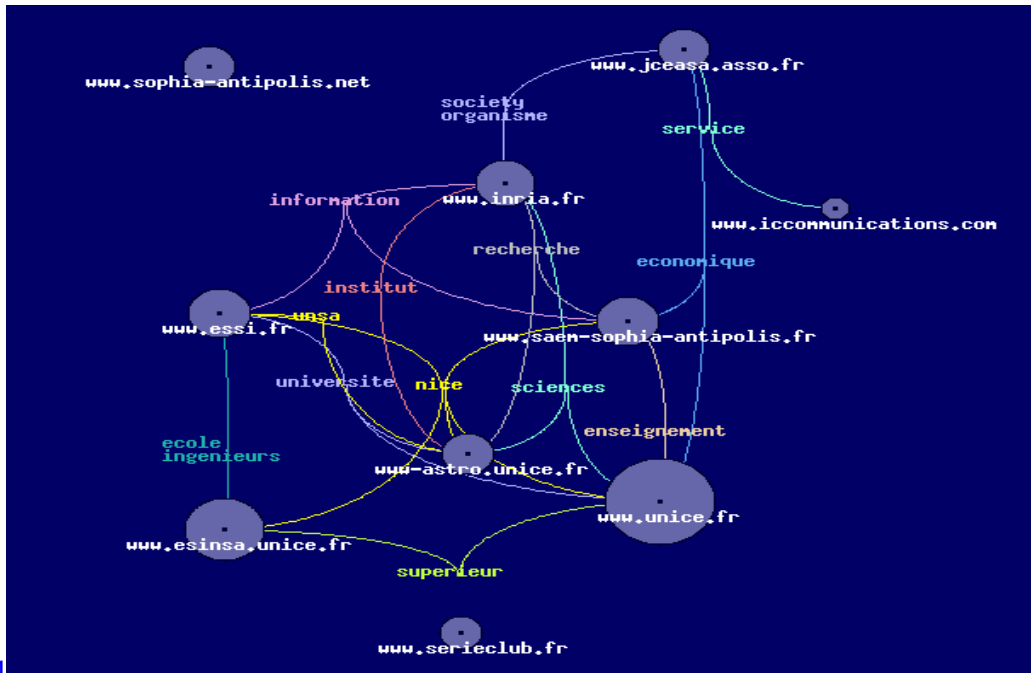 www.sophia-antipolis.net
www.jceasa.asso.fr
society
organisme
service
information
www.inria.fr
www.iccommunications.com
recherche
economique
institut
unsa
www.essi.fr
www.saem-sophia-antipolis.fr
universite
nice
sciences
enseignement
ecole
ingenieurs
www-astro.unice.fr
www.unice.fr
www.esinsa.unice.fr
superieur
www.serieclub.fr